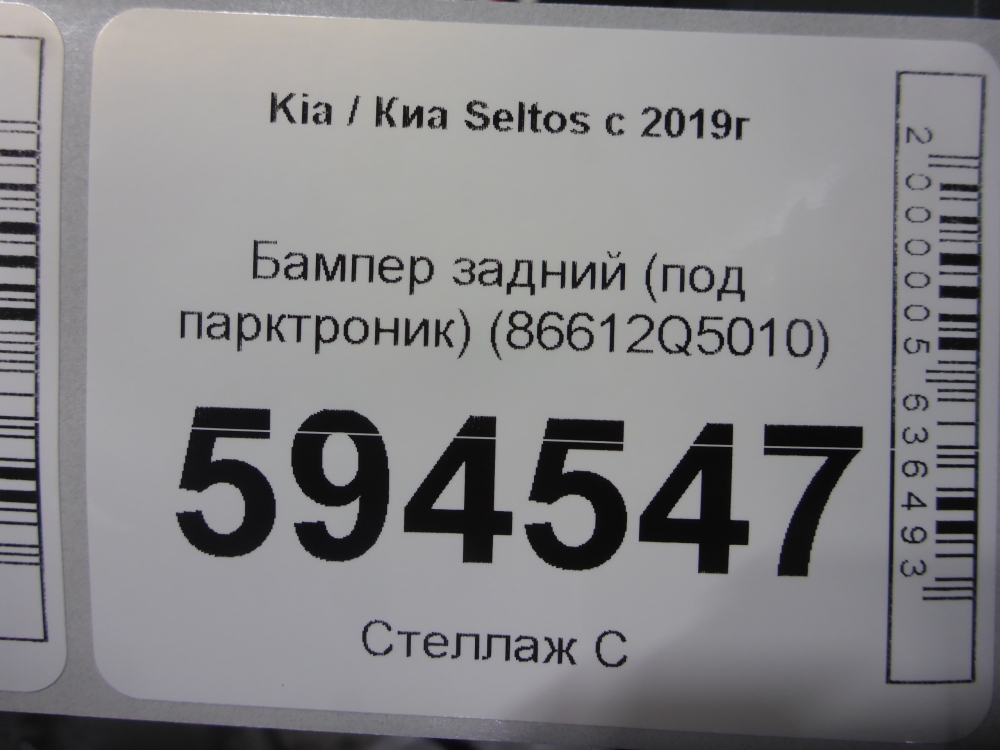 Kia / Киа Seltos с 2019г
Бампер задний (под
парктроник) (86612Q5010)
594547
Стеллаж С
2000005636493